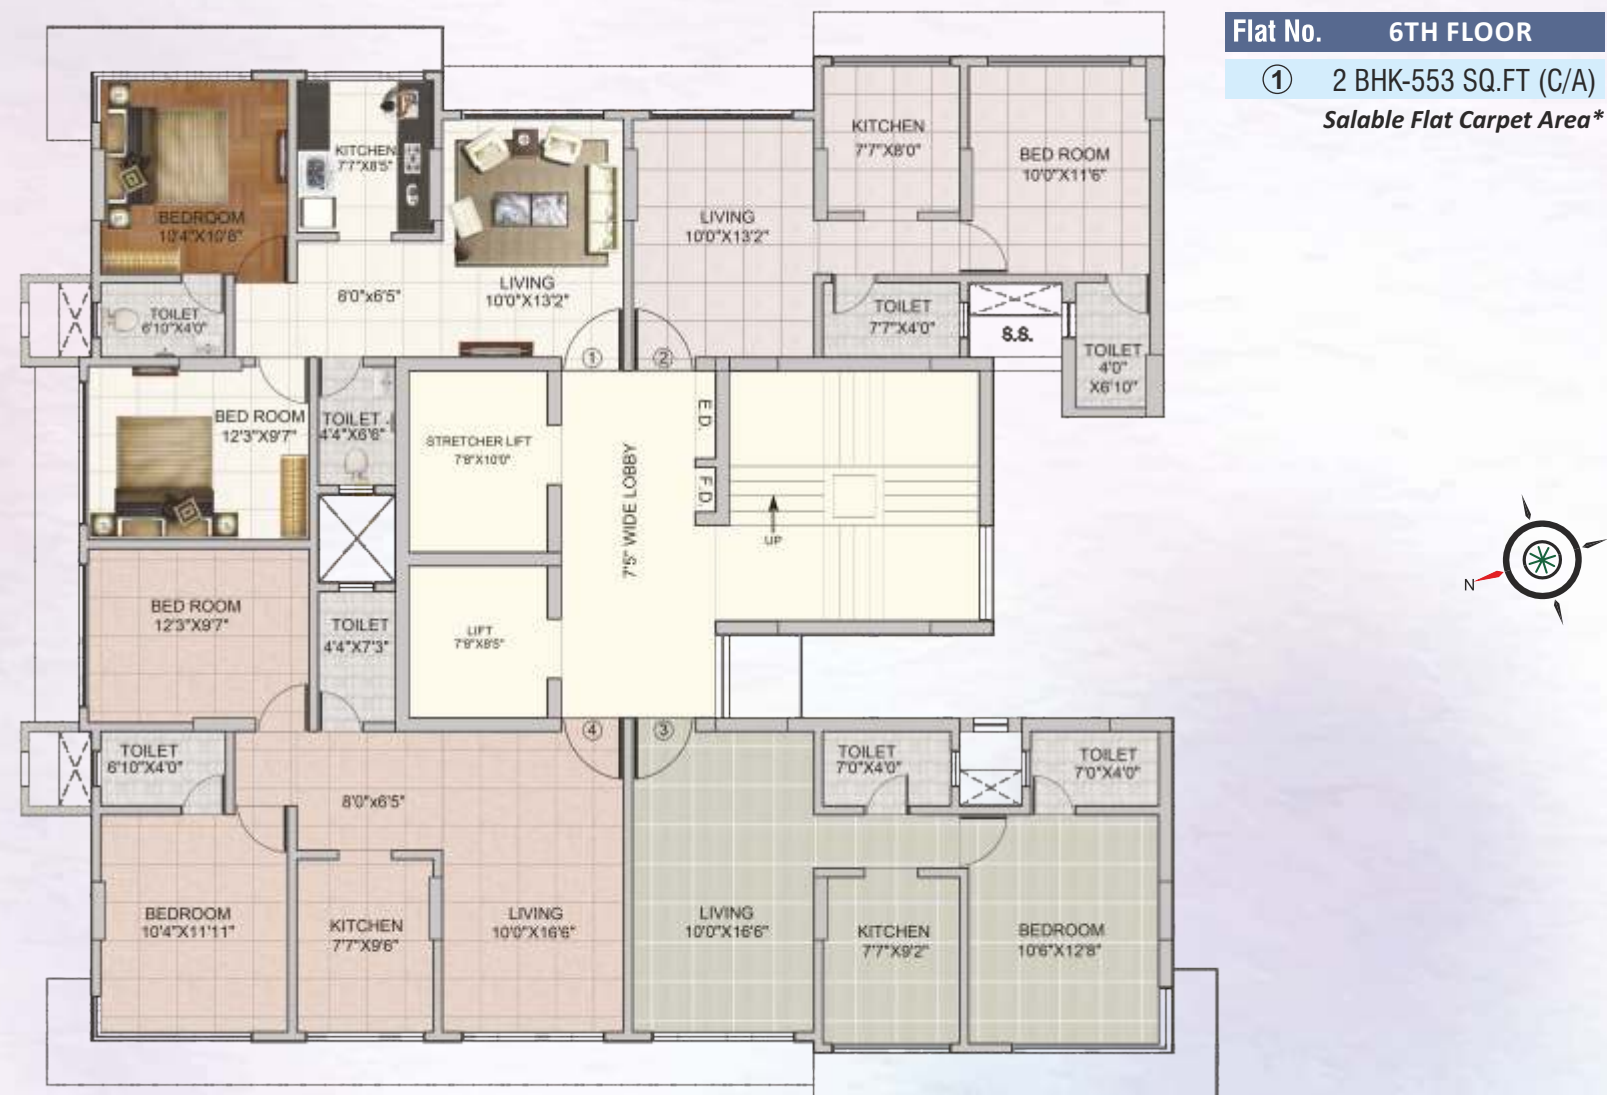 Flat No. 6TH FLOOR
① 2 BHK-553 SQ.FT (C/A)
Salable Flat Carpet Area*
BEDROOM
10'4"X10'8"
KITCHEN
7'7"X8'5"
LIVING
10'0"X13'2"
8'0"x6'5"
TOILET
6'10"X4'0"
LIVING
10'0"X13'2"
KITCHEN
7'7"X8'0"
BED ROOM
10'0"X11'6"
TOILET
7'7"X4'0"
S.S.
TOILET
4'0"
X6'10"
①
②
BED ROOM
12'3"X9'7"
TOILET
4'4"X6'6"
STRETCHER LIFT
7'8"X10'0"
E.D.
F.D.
7'5" WIDE LOBBY
UP
N
BED ROOM
12'3"X9'7"
TOILET
4'4"X7'3"
LIFT
7'8"X8'5"
④
③
TOILET
6'10"X4'0"
8'0"x6'5"
TOILET
7'0"X4'0"
TOILET
7'0"X4'0"
BEDROOM
10'4"X11'11"
KITCHEN
7'7"X9'6"
LIVING
10'0"X16'6"
LIVING
10'0"X16'6"
KITCHEN
7'7"X9'2"
BEDROOM
10'6"X12'8"